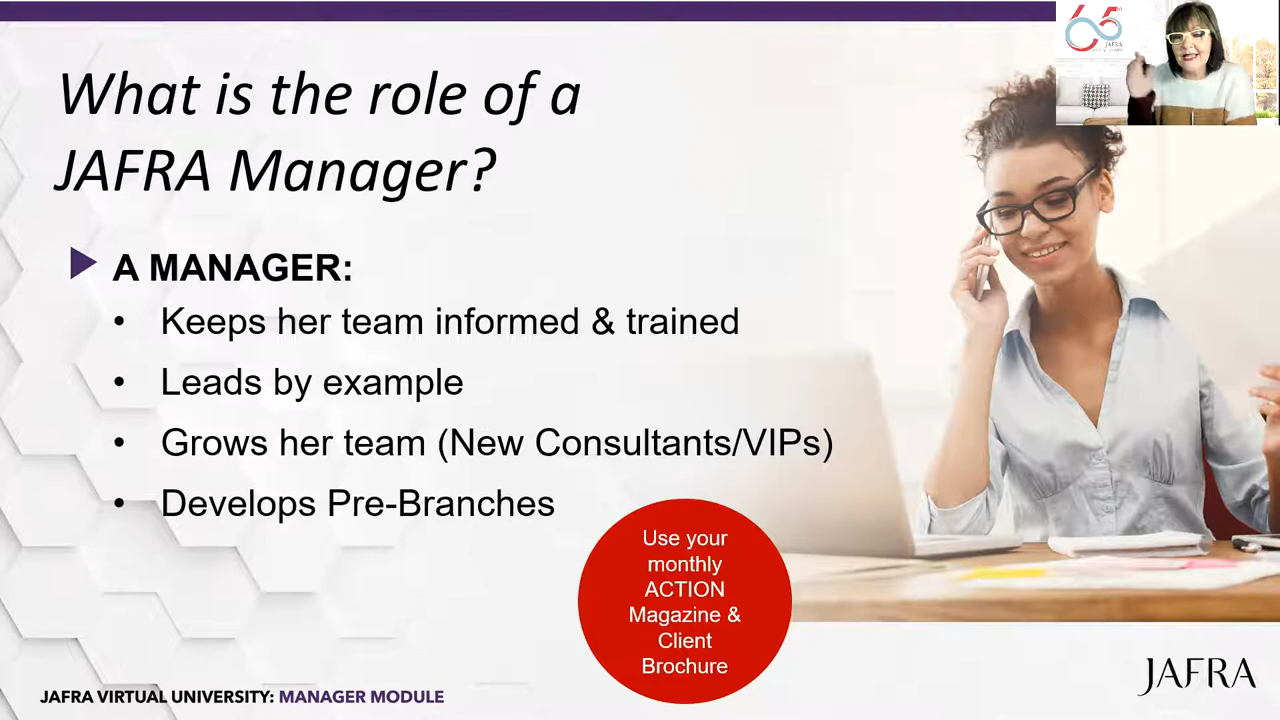 What is the role of a
JAFRA Manager?
A MANAGER:
• Keeps her team informed & trained
• Leads by example
• Grows her team (New Consultants/VIPs)
• Develops Pre-Branches
Use your
monthly
ACTION
Magazine &
Client
Brochure
JAFRA VIRTUAL UNIVERSITY: MANAGER MODULE
JAFRA
65
JAFRA